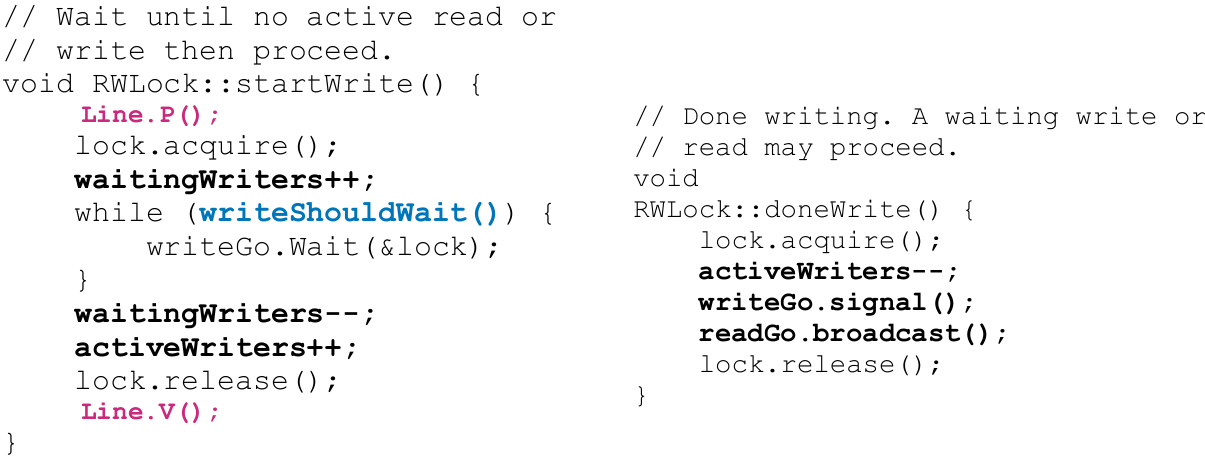 // Wait until no active read or
// write then proceed.
void RWLock::startWrite() {
    Line.P();
    lock.acquire();
    waitingWriters++;
    while (writeShouldWait()) {
        writeGo.Wait(&lock);
    }
    waitingWriters--;
    activeWriters++;
    lock.release();
    Line.V();
}
// Done writing. A waiting write or
// read may proceed.
void
RWLock::doneWrite() {
    lock.acquire();
    activeWriters--;
    writeGo.signal();
    readGo.broadcast();
    lock.release();
}